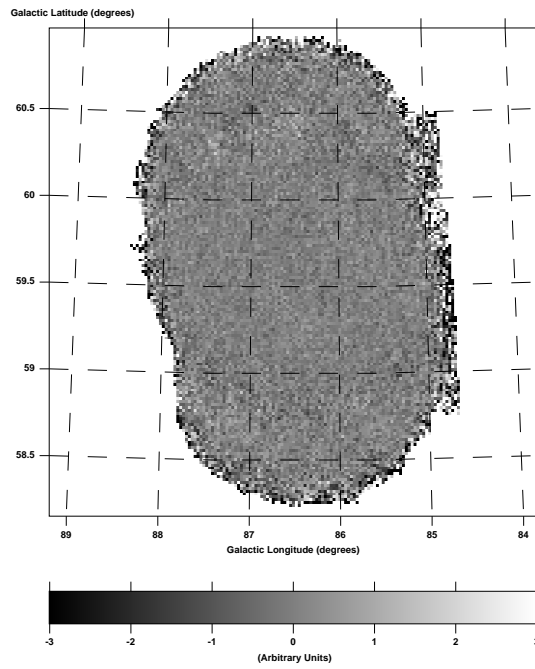 Galactic Latitude (degrees)
60.5
60
59.5
59
58.5
89 88 87 86 85 84
Galactic Longitude (degrees)
-3 -2 -1 0 1 2 3
(Arbitrary Units)